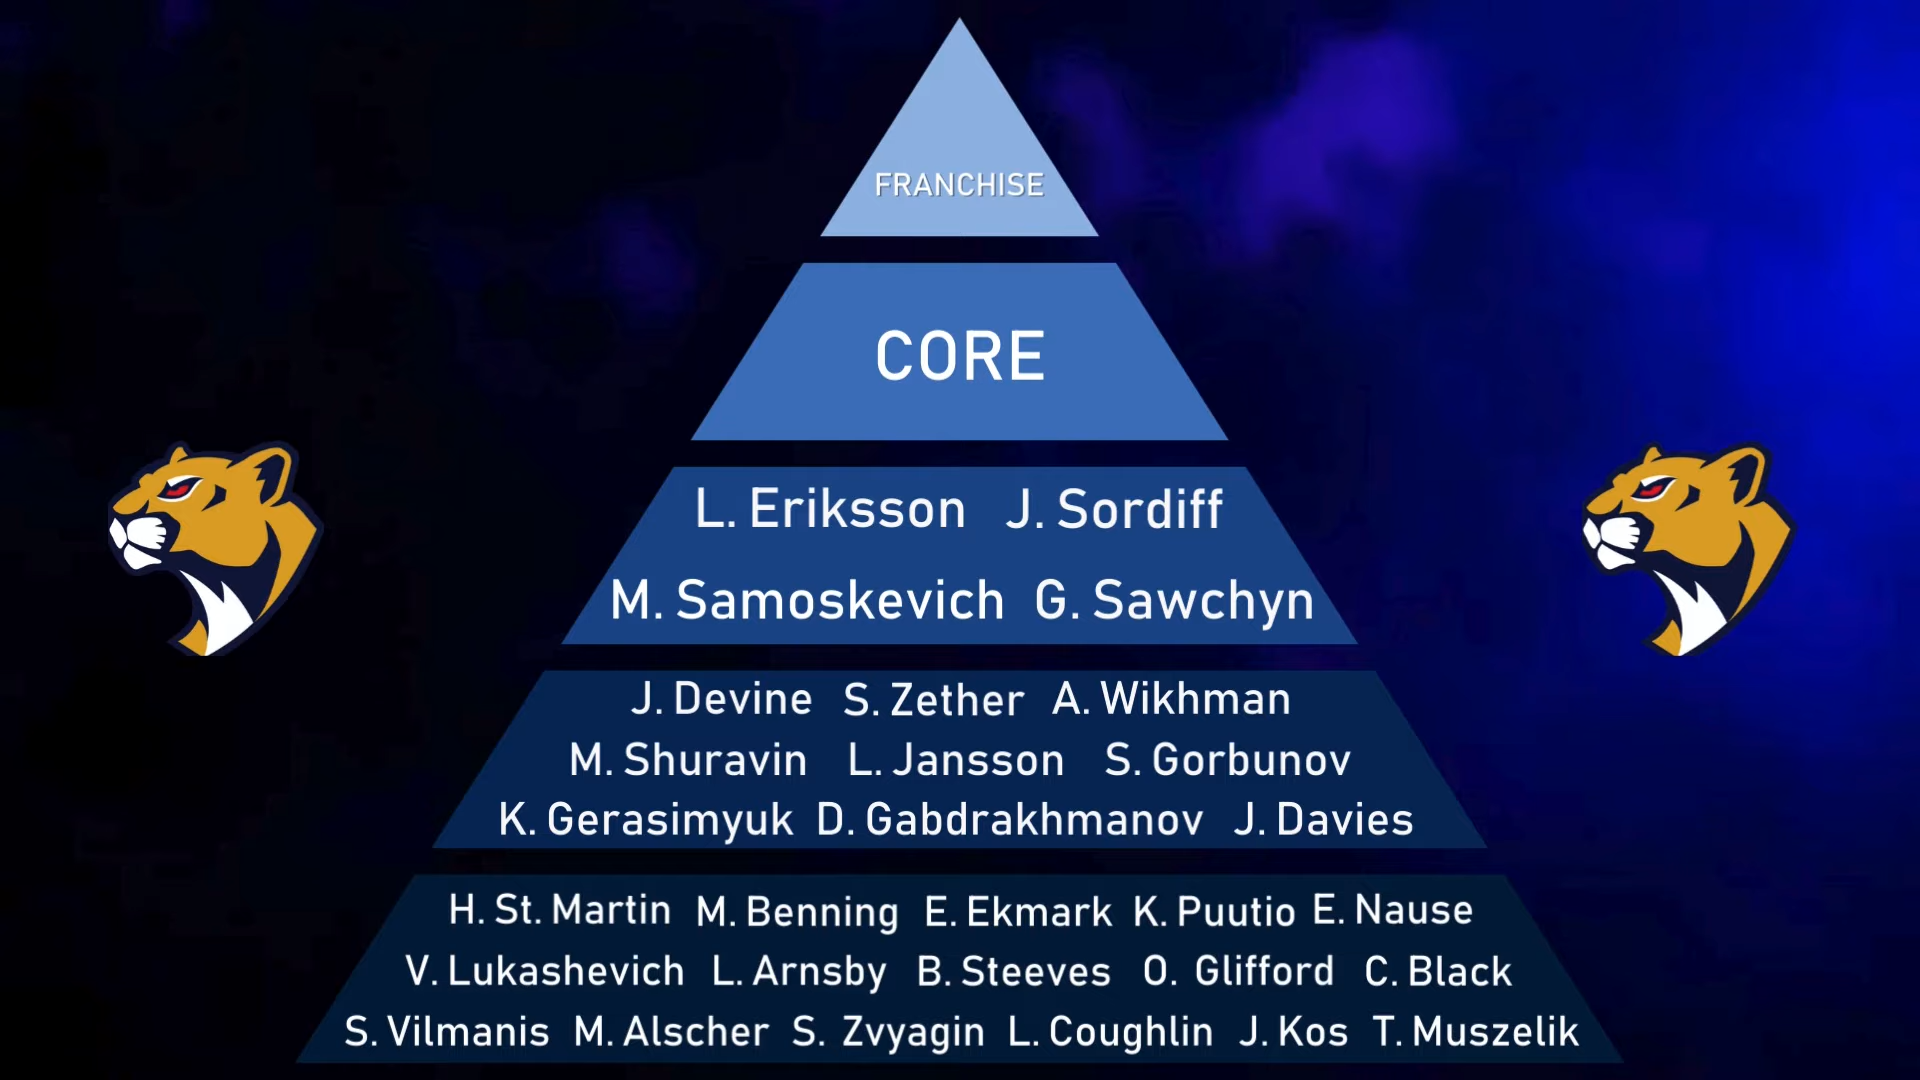 FRANCHISE
CORE
L. Eriksson J. Sordiff
M. Samoskevich G. Sawchyn
J. Devine S. Zether A. Wikhman
M. Shuravin L. Jansson S. Gorbunov
K. Gerasimyuk D. Gabdrakhmanov J. Davies
H. St. Martin M. Benning E. Ekmark K. Puutio E. Nause
V. Lukashevich L. Arnsby B. Steeves O. Glifford C. Black
S. Vilmanis M. Alscher S. Zvyagin L. Coughlin J. Kos T. Muszelik